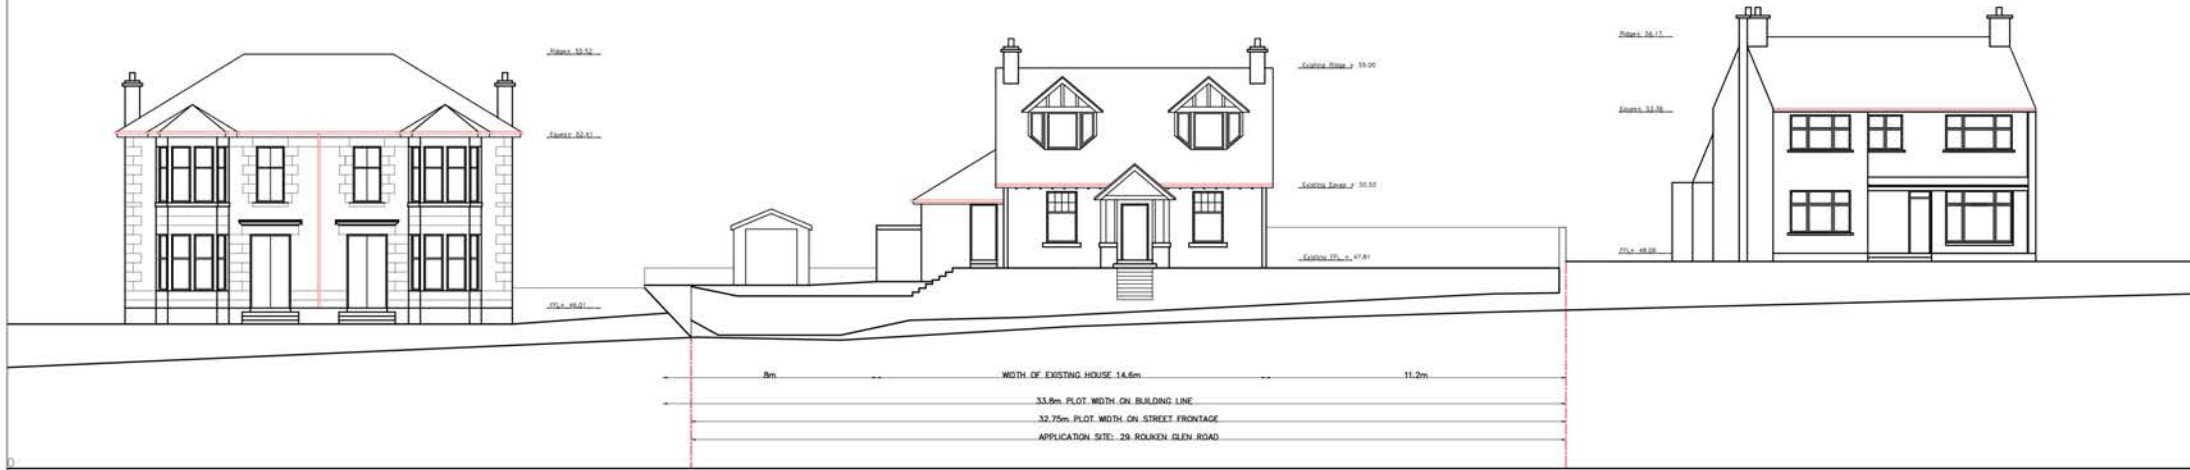 Ridge= 55.52
Eaves= 52.61
FFL= 46.01
Existing Ridge = 55.00
Existing Eaves = 50.50
Existing FFL = 47.81
Ridge= 56.17
Eaves= 53.16
FFL= 48.06
8m
WIDTH OF EXISTING HOUSE 14.6m
11.2m
33.8m PLOT WIDTH ON BUILDING LINE
32.75m PLOT WIDTH ON STREET FRONTAGE
APPLICATION SITE: 29 ROUKEN GLEN ROAD